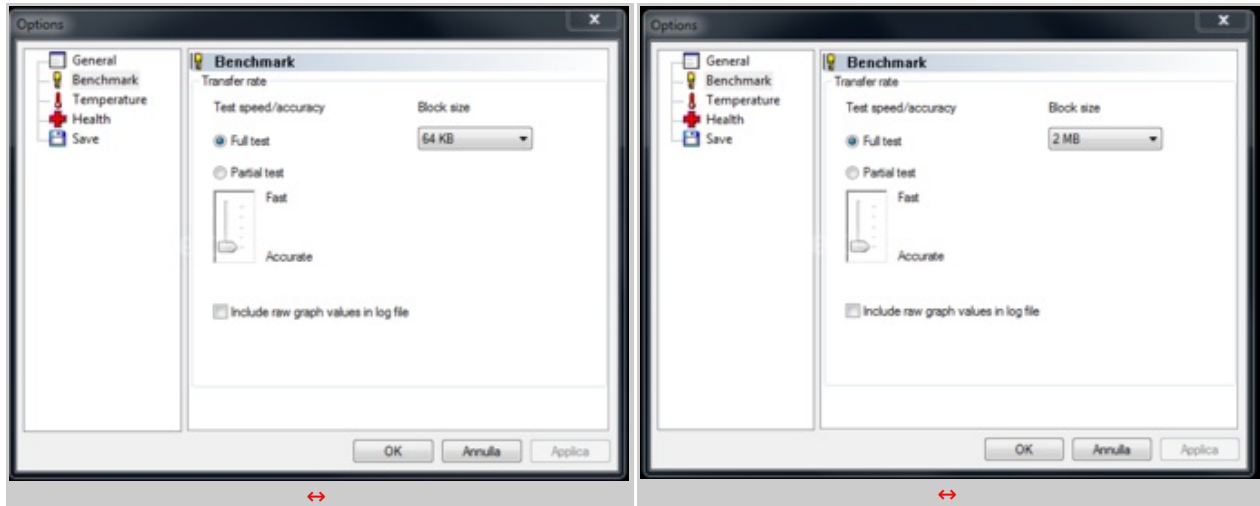 Options
General
Benchmark
Temperature
Health
Save
Benchmark
Transfer rate
Test speed/accuracy
Block size
Full test
64 KB
Partial test
Fast
Accurate
Include raw graph values in log file
OK
Annulla
Applica
Options
General
Benchmark
Temperature
Health
Save
Benchmark
Transfer rate
Test speed/accuracy
Block size
Full test
2 MB
Partial test
Fast
Accurate
Include raw graph values in log file
OK
Annulla
Applica